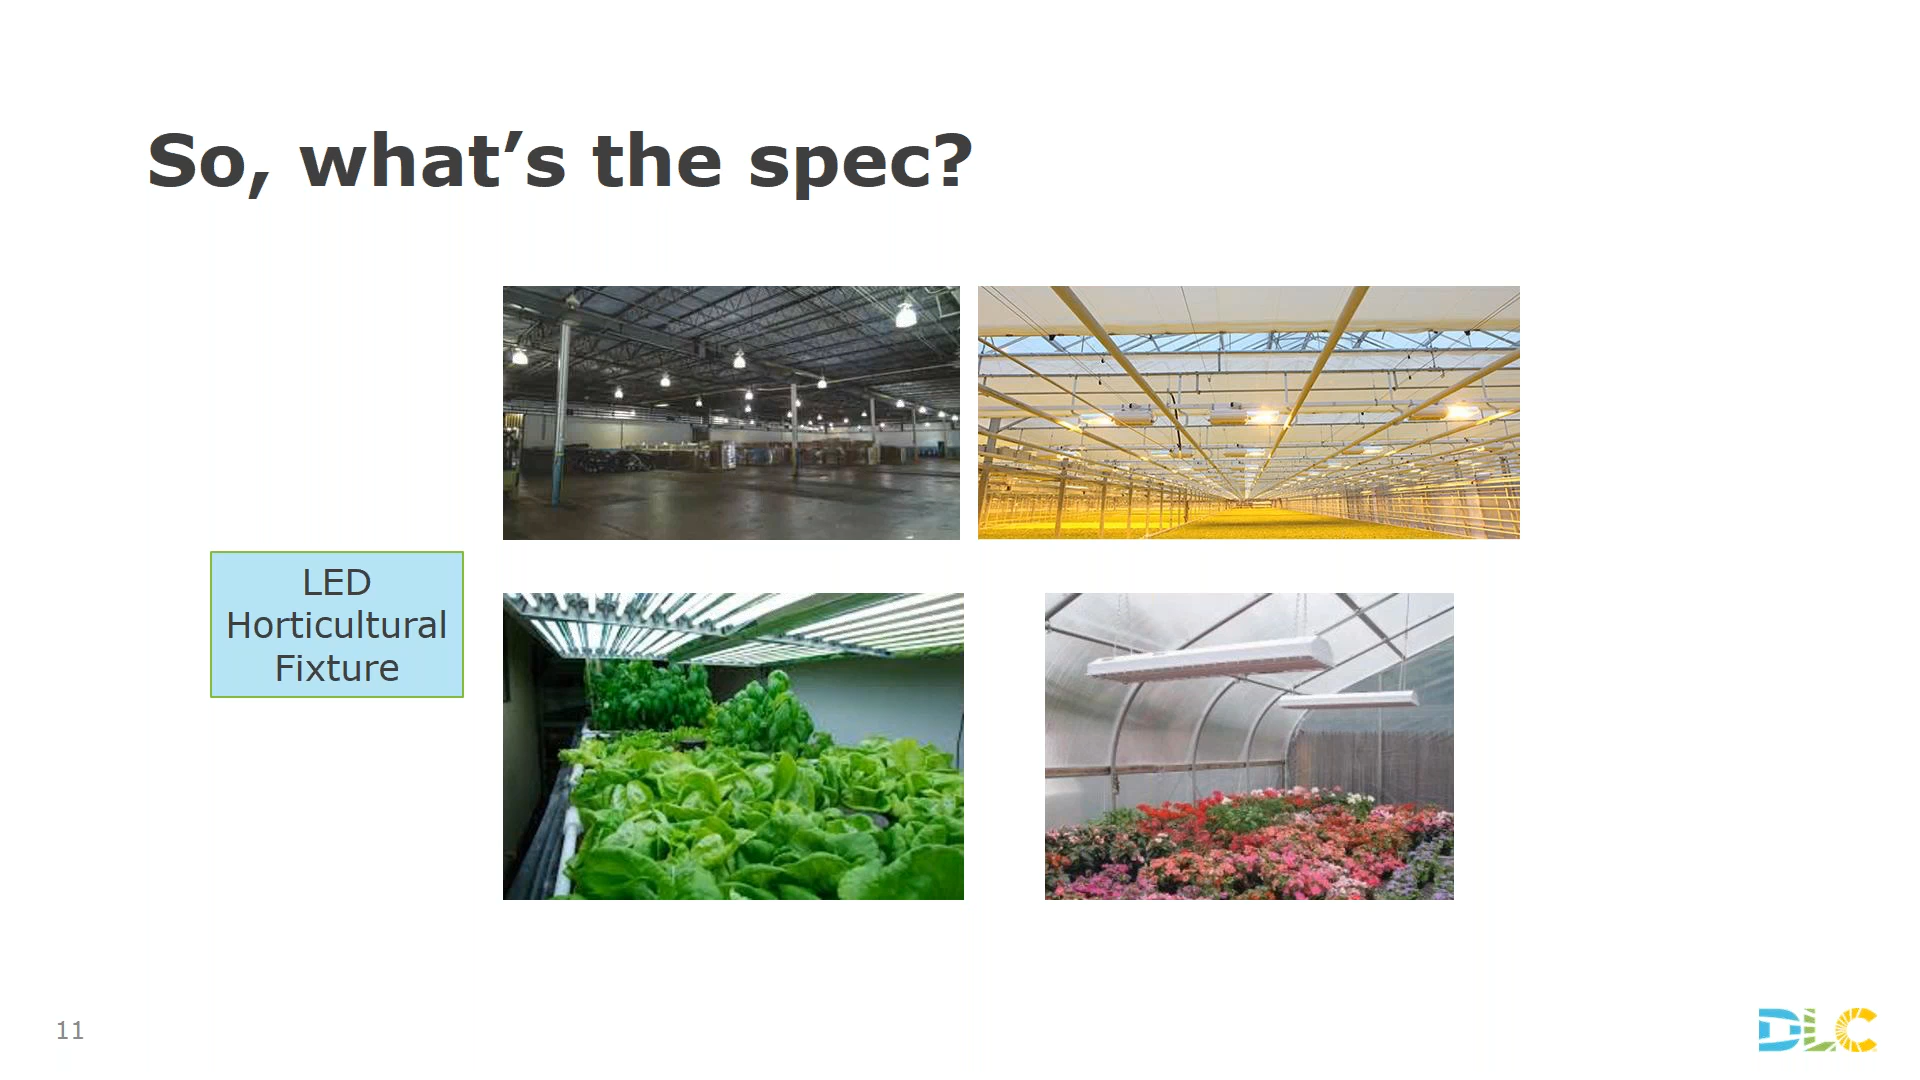 So, what’s the spec?
LED
Horticultural
Fixture
11
DLC